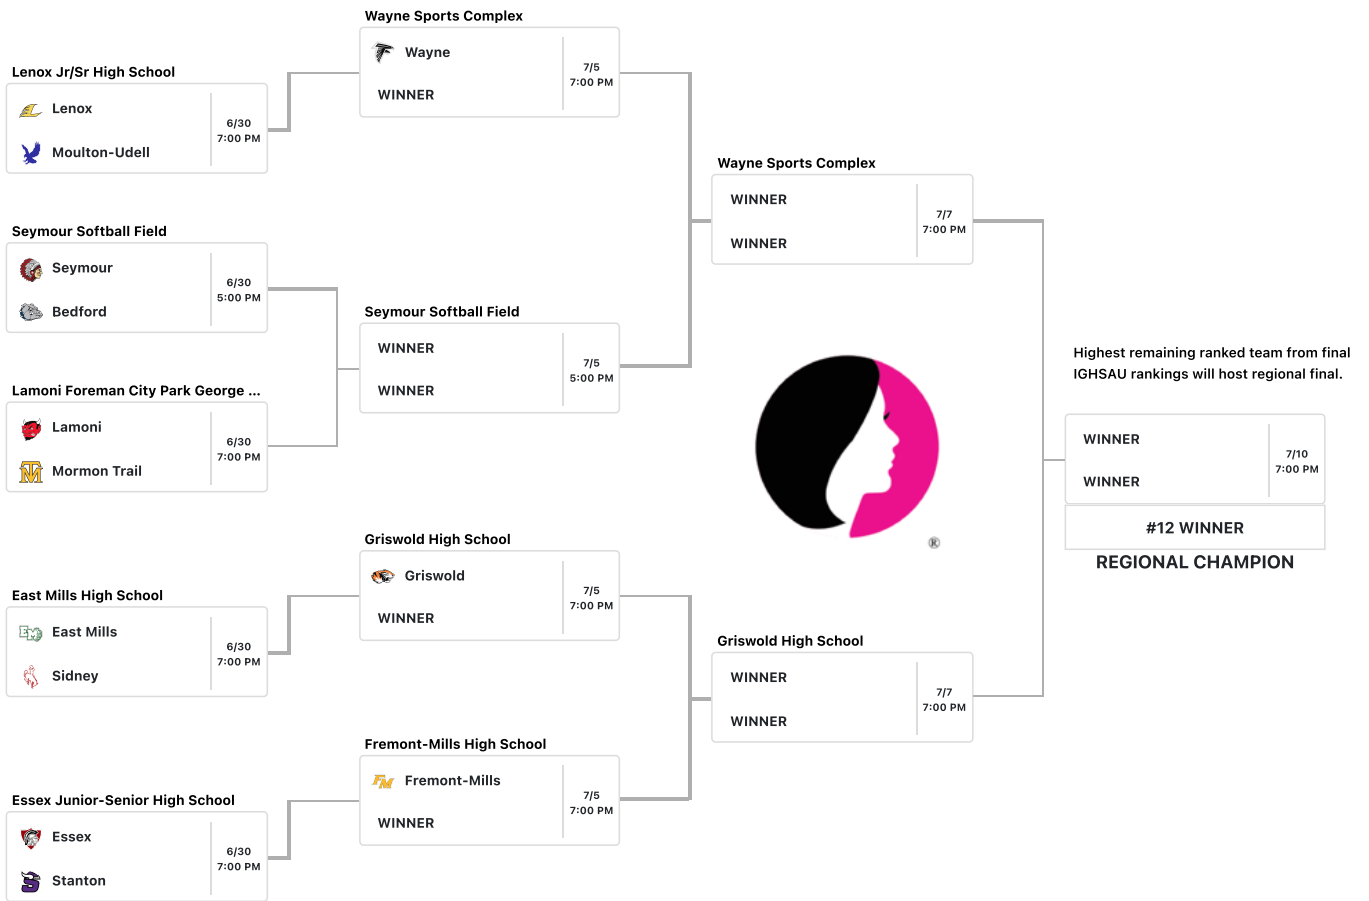 Wayne Sports Complex
Wayne
WINNER
7/5
7:00 PM
Lenox Jr/Sr High School
Lenox
Moulton-Udell
6/30
7:00 PM
Wayne Sports Complex
WINNER
WINNER
7/7
7:00 PM
Seymour Softball Field
Seymour
Bedford
6/30
5:00 PM
Seymour Softball Field
WINNER
WINNER
7/5
5:00 PM
Lamoni Foreman City Park George ...
Lamoni
Mormon Trail
6/30
7:00 PM
Highest remaining ranked team from final
IGHSAU rankings will host regional final.
WINNER
WINNER
7/10
7:00 PM
#12 WINNER
REGIONAL CHAMPION
®
Griswold High School
Griswold
WINNER
7/5
7:00 PM
East Mills High School
EM
East Mills
Sidney
6/30
7:00 PM
Griswold High School
WINNER
WINNER
7/7
7:00 PM
Fremont-Mills High School
FM
Fremont-Mills
WINNER
7/5
7:00 PM
Essex Junior-Senior High School
Essex
S
Stanton
6/30
7:00 PM